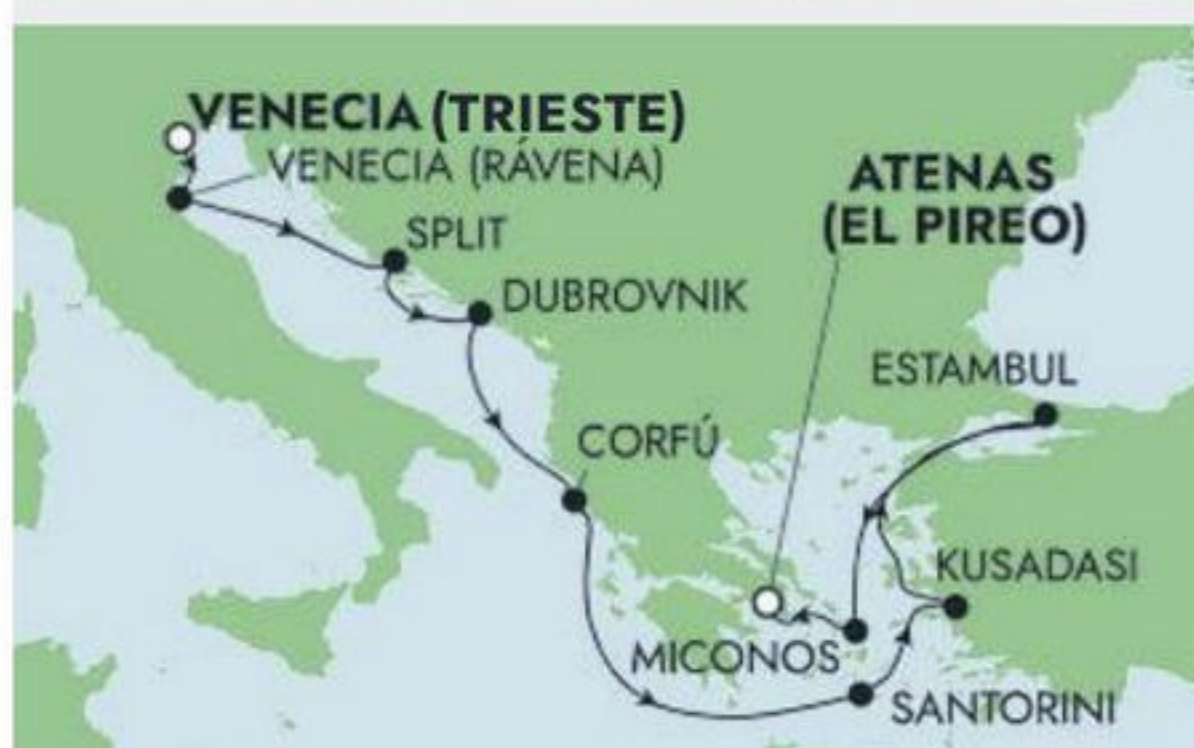 VENECIA (TRIESTE)
VENECIA (RÁVENA)
ATENAS
(EL PIREO)
SPLIT
DUBROVNIK
ESTAMBUL
CORFÚ
KUSADASI
MICONOS
SANTORINI